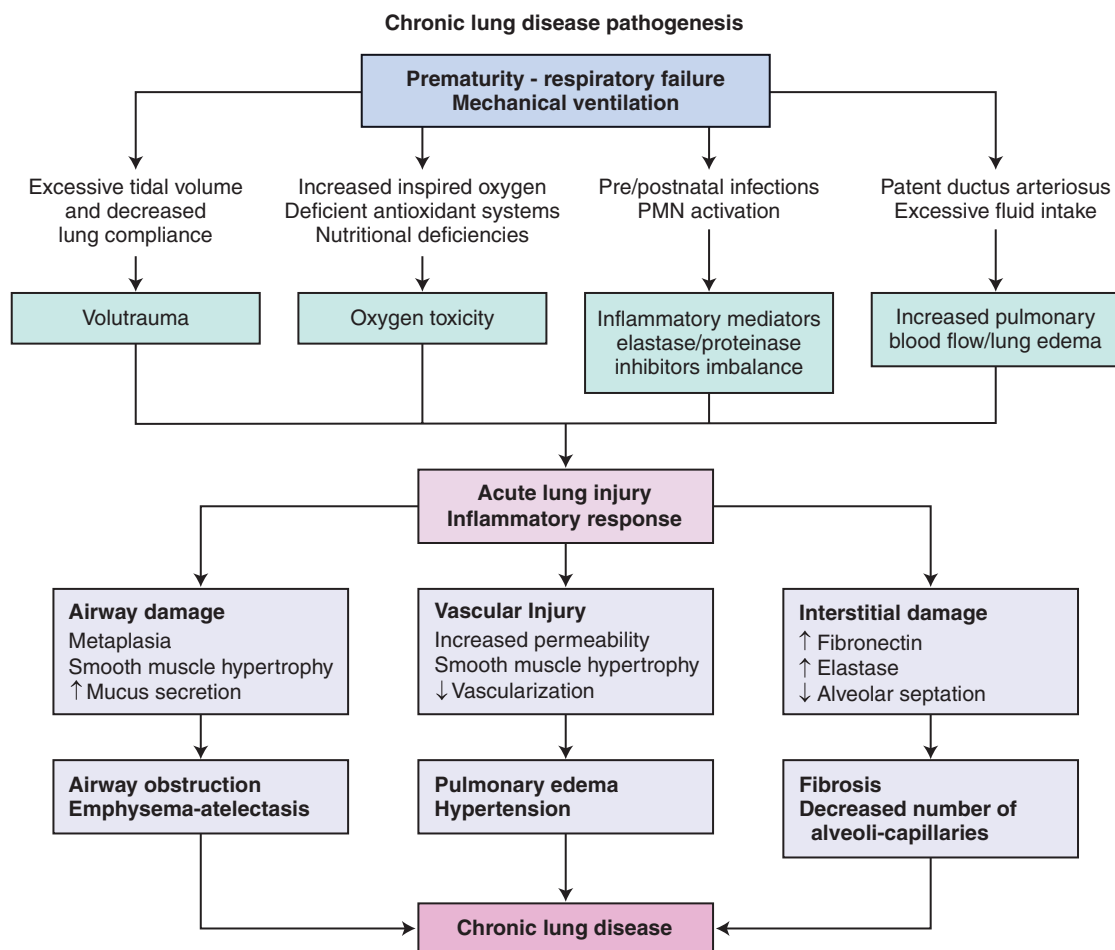 Chronic lung disease pathogenesis
Prematurity - respiratory failure
Mechanical ventilation
Excessive tidal volume
and decreased
lung compliance
Increased inspired oxygen
Deficient antioxidant systems
Nutritional deficiencies
Pre/postnatal infections
PMN activation
Patent ductus arteriosus
Excessive fluid intake
Volutrauma
Oxygen toxicity
Inflammatory mediators
elastase/proteinase
inhibitors imbalance
Increased pulmonary
blood flow/lung edema
Acute lung injury
Inflammatory response
Airway damage
Metaplasia
Smooth muscle hypertrophy
↑ Mucus secretion
Vascular Injury
Increased permeability
Smooth muscle hypertrophy
↓ Vascularization
Interstitial damage
↑ Fibronectin
↑ Elastase
↓ Alveolar septation
Airway obstruction
Emphysema-atelectasis
Pulmonary edema
Hypertension
Fibrosis
Decreased number of
alveoli-capillaries
Chronic lung disease